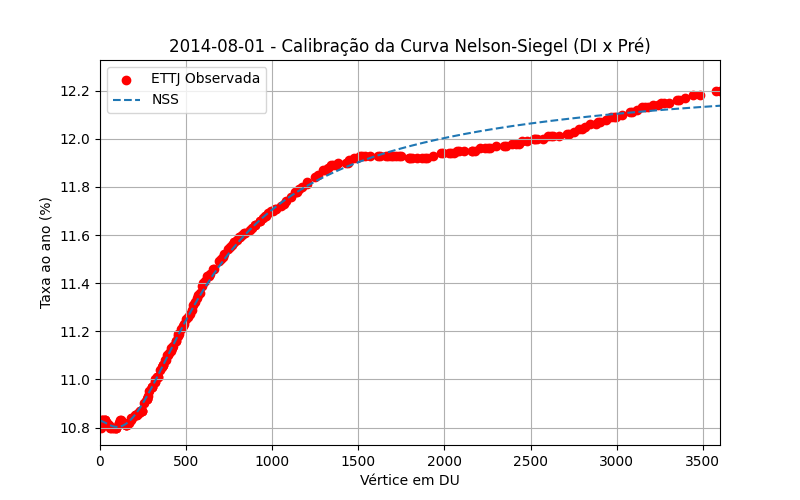 2014-08-01 - Calibração da Curva Nelson-Siegel (DI x Pré)
ETTJ Observada
NSS
Taxa ao ano (%)
12.2
12.0
11.8
11.6
11.4
11.2
11.0
10.8
0 500 1000 1500 2000 2500 3000 3500
Vértice em DU